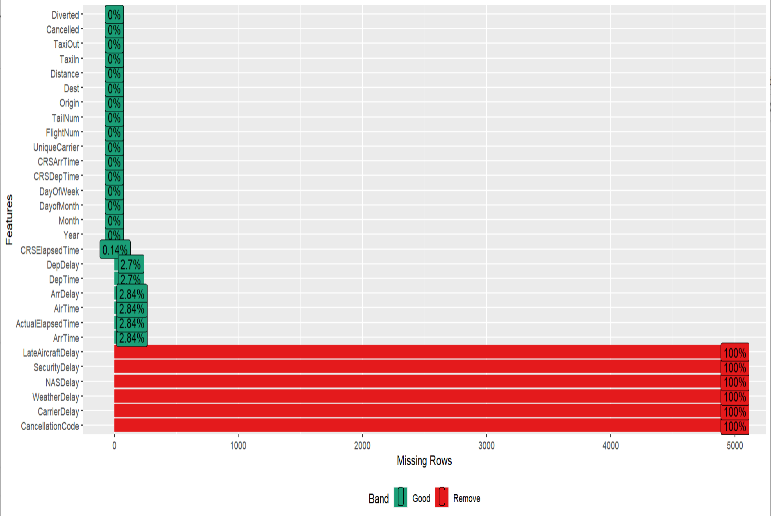 Features
Diverted 0%
Cancelled 0%
TaxiOut 0%
TaxiIn 0%
Distance 0%
Dest 0%
Origin 0%
TailNum 0%
FlightNum 0%
UniqueCarrier 0%
CRSArrTime 0%
CRSDepTime 0%
DayOfWeek 0%
DayofMonth 0%
Month 0%
Year 0%
CRSElapsedTime 0.14%
DepDelay 2.7%
DepTime 2.7%
ArrDelay 2.84%
AirTime 2.84%
ActualElapsedTime 2.84%
ArrTime 2.84%
LateAircraftDelay 100%
SecurityDelay 100%
NASDelay 100%
WeatherDelay 100%
CarrierDelay 100%
CancellationCode 100%
0 1000 2000 3000 4000 5000
Missing Rows
Band Good Remove